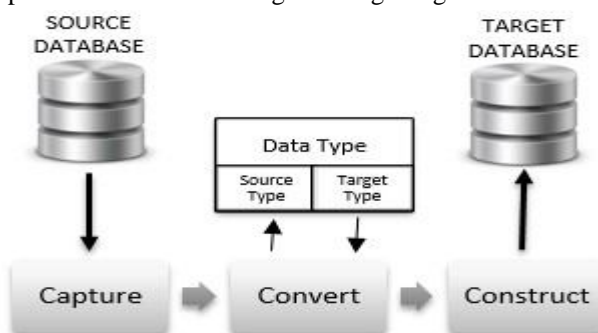 SOURCE
DATABASE
TARGET
DATABASE
Data Type
Source
Type
Target
Type
Capture
Convert
Construct